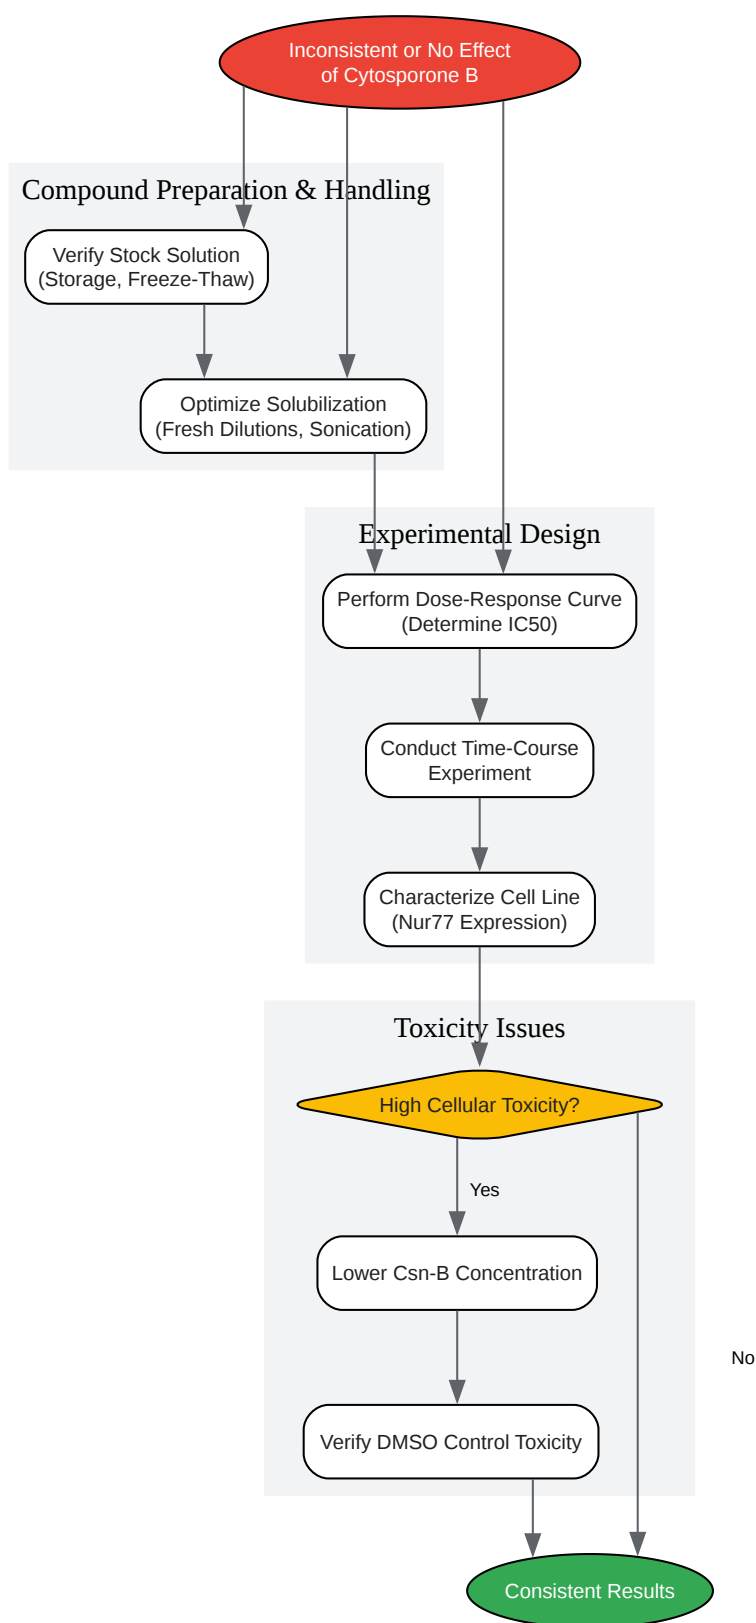 Inconsistent or No Effect
of Cytosporone B
Compound Preparation & Handling
Verify Stock Solution
(Storage, Freeze-Thaw)
Optimize Solubilization
(Fresh Dilutions, Sonication)
Experimental Design
Perform Dose-Response Curve
(Determine IC50)
Conduct Time-Course
Experiment
Characterize Cell Line
(Nur77 Expression)
Toxicity Issues
High Cellular Toxicity?
Yes
Lower Csn-B Concentration
No
Verify DMSO Control Toxicity
Consistent Results